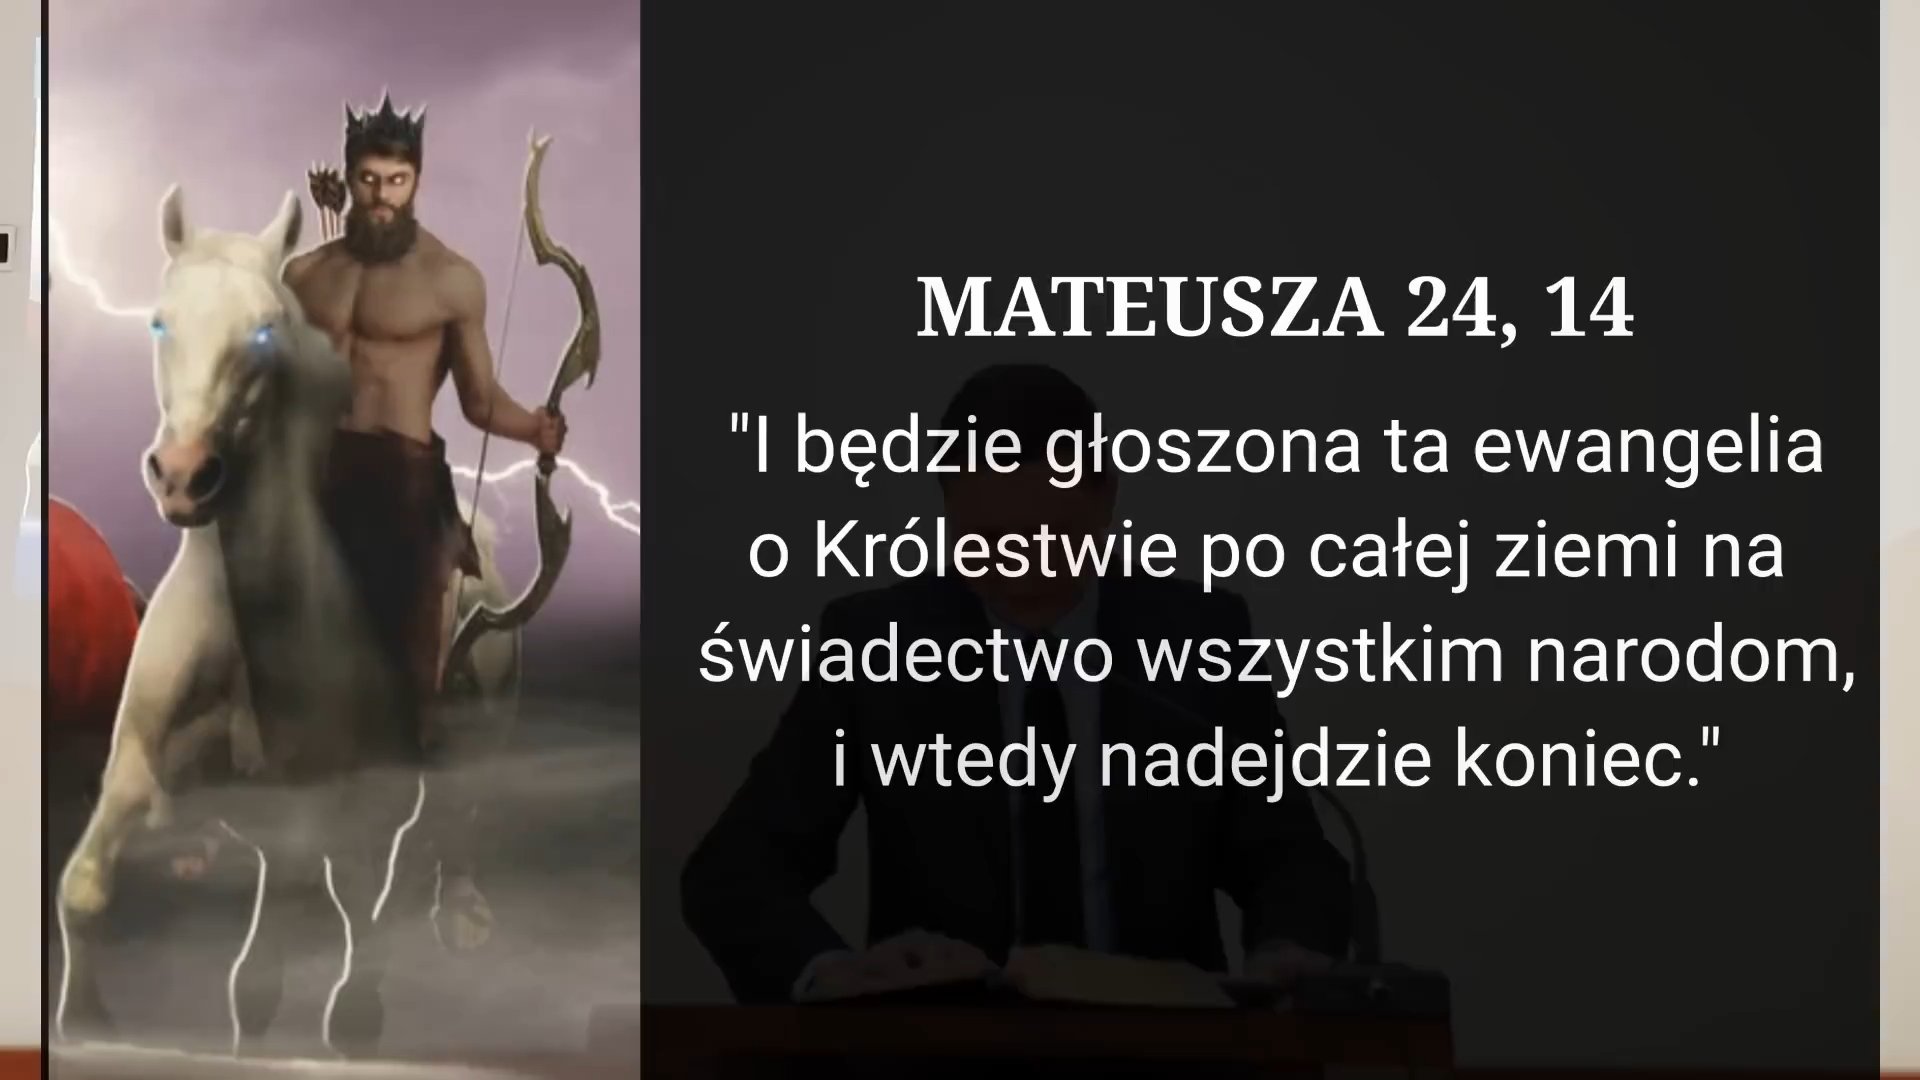 MATEUSZA 24, 14
"I będzie głoszona ta ewangelia
o Królestwie po całej ziemi na
świadectwo wszystkim narodom,
i wtedy nadejdzie koniec."